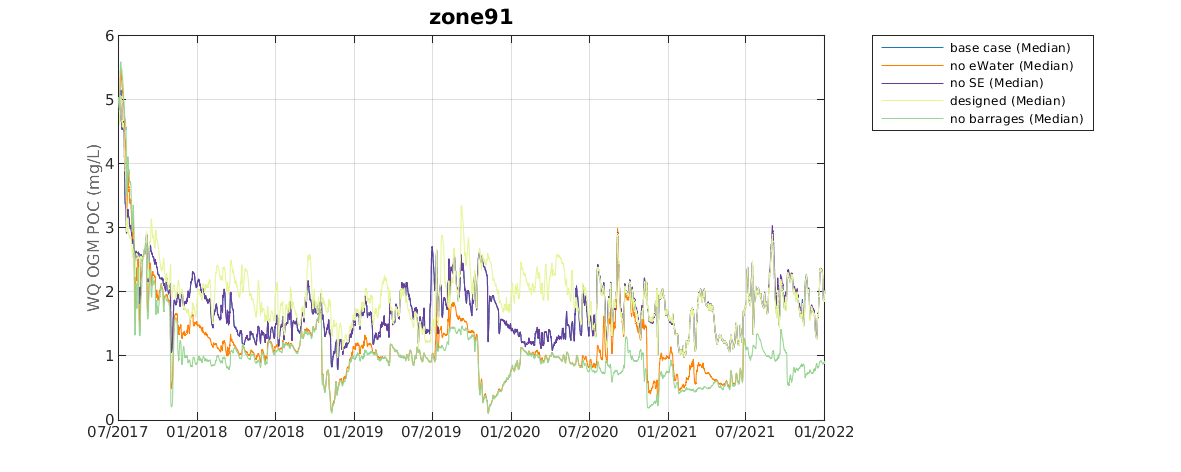 zone91
WQ OGM POC (mg/L)
6
5
4
3
2
1
0
07/2017 01/2018 07/2018 01/2019 07/2019 01/2020 07/2020 01/2021 07/2021 01/2022
base case (Median)
no eWater (Median)
no SE (Median)
designed (Median)
no barrages (Median)